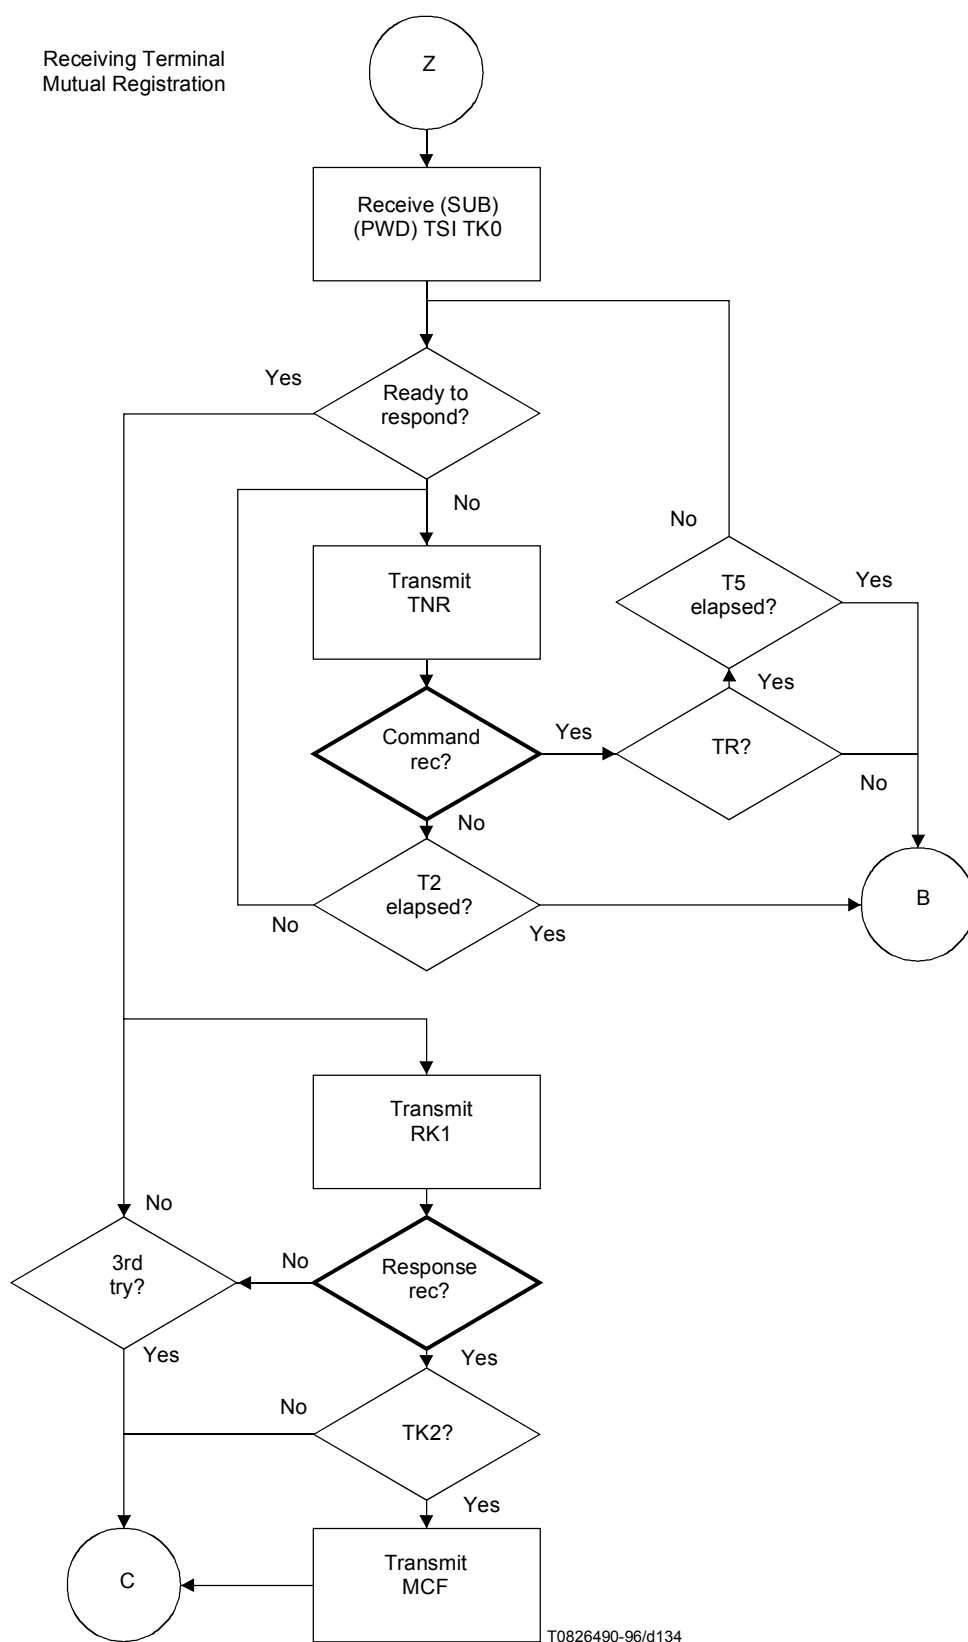 Receiving Terminal
Mutual Registration
Z
Receive (SUB)
(PWD) TSI TK0
Yes
Ready to
respond?
No
No
Transmit
TNR
T5
elapsed?
Yes
Yes
Command
rec?
Yes
TR?
No
No
T2
elapsed?
No
Yes
B
Transmit
RK1
No
3rd
try?
No
Response
rec?
Yes
Yes
No
TK2?
Yes
C
Transmit
MCF
T0826490-96/d134